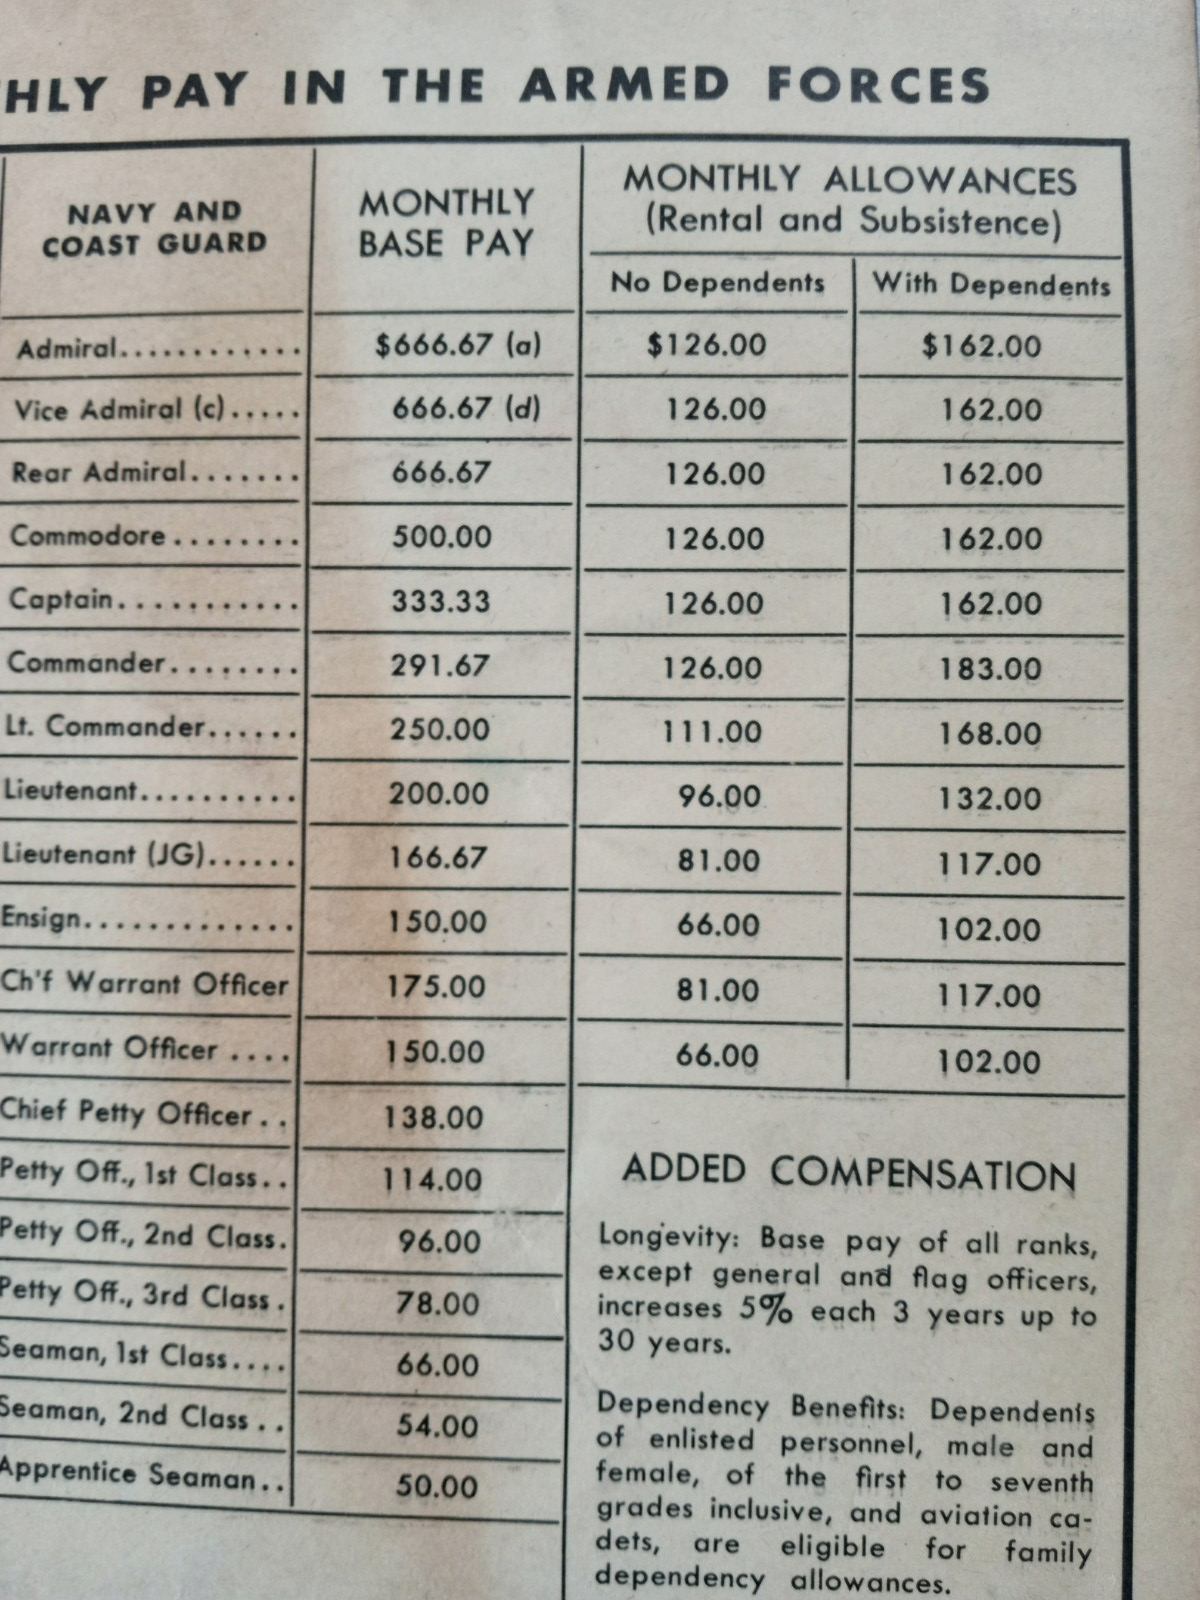 HLY PAY IN THE ARMED FORCES
NAVY AND
COAST GUARD
MONTHLY
BASE PAY
MONTHLY ALLOWANCES
(Rental and Subsistence)
No Dependents With Dependents
Admiral............ $666.67 (a) $126.00 $162.00
Vice Admiral (c)..... 666.67 (d) 126.00 162.00
Rear Admiral....... 666.67 126.00 162.00
Commodore........ 500.00 126.00 162.00
Captain........... 333.33 126.00 162.00
Commander........ 291.67 126.00 183.00
Lt. Commander...... 250.00 111.00 168.00
Lieutenant.......... 200.00 96.00 132.00
Lieutenant (JG)...... 166.67 81.00 117.00
Ensign............. 150.00 66.00 102.00
Ch'f Warrant Officer 175.00 81.00 117.00
Warrant Officer .... 150.00 66.00 102.00
Chief Petty Officer.. 138.00
Petty Off., 1st Class.. 114.00
Petty Off., 2nd Class. 96.00
Petty Off., 3rd Class. 78.00
Seaman, 1st Class.... 66.00
Seaman, 2nd Class.. 54.00
Apprentice Seaman.. 50.00
ADDED COMPENSATION
Longevity: Base pay of all ranks,
except general and flag officers,
increases 5% each 3 years up to
30 years.
Dependency Benefits: Dependents
of enlisted personnel, male and
female, of the first to seventh
grades inclusive, and aviation ca-
dets, are eligible for family
dependency allowances.